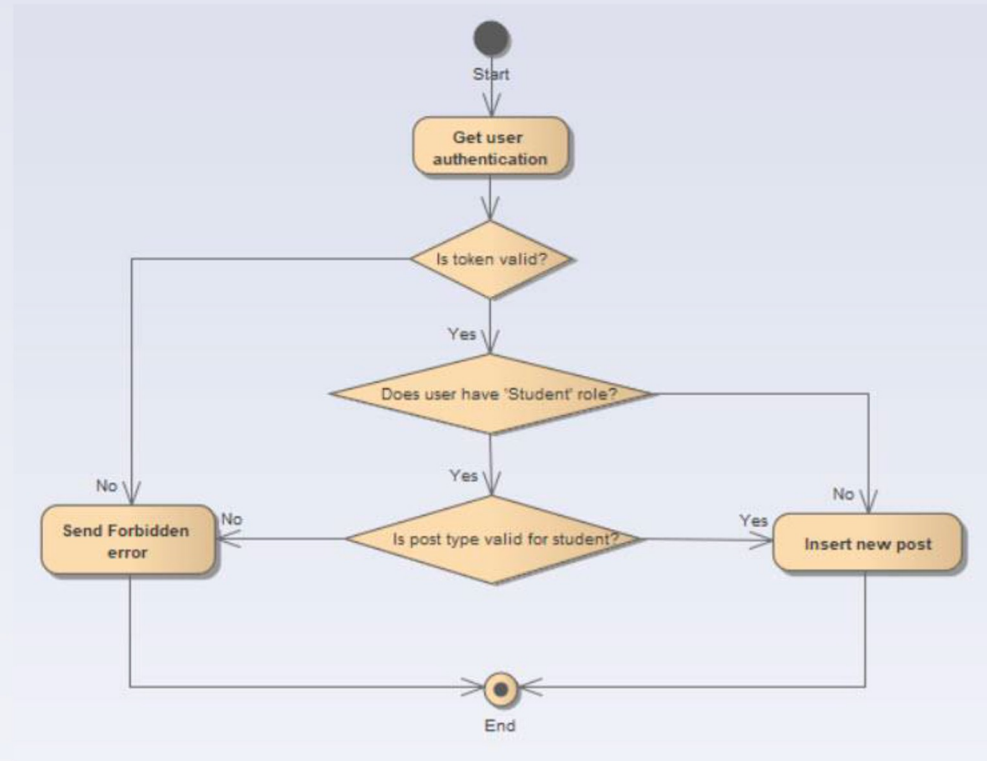 Start
Get user
authentication
Is token valid?
Yes
Does user have 'Student' role?
Yes
No
No
Send Forbidden
error
No
Is post type valid for student?
Yes
Insert new post
End